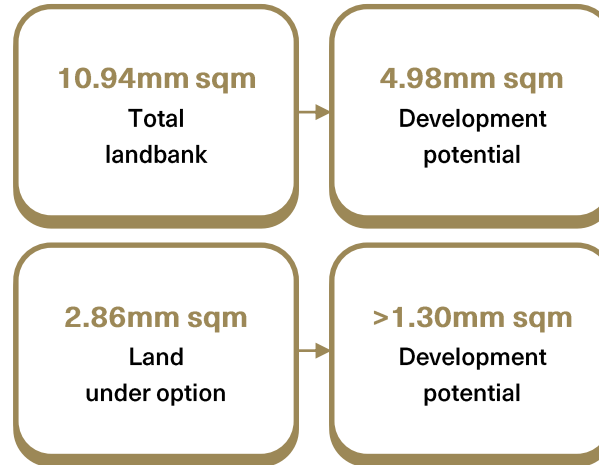 10.94mm sqm
Total
landbank
4.98mm sqm
Development
potential
2.86mm sqm
Land
under option
>1.30mm sqm
Development
potential